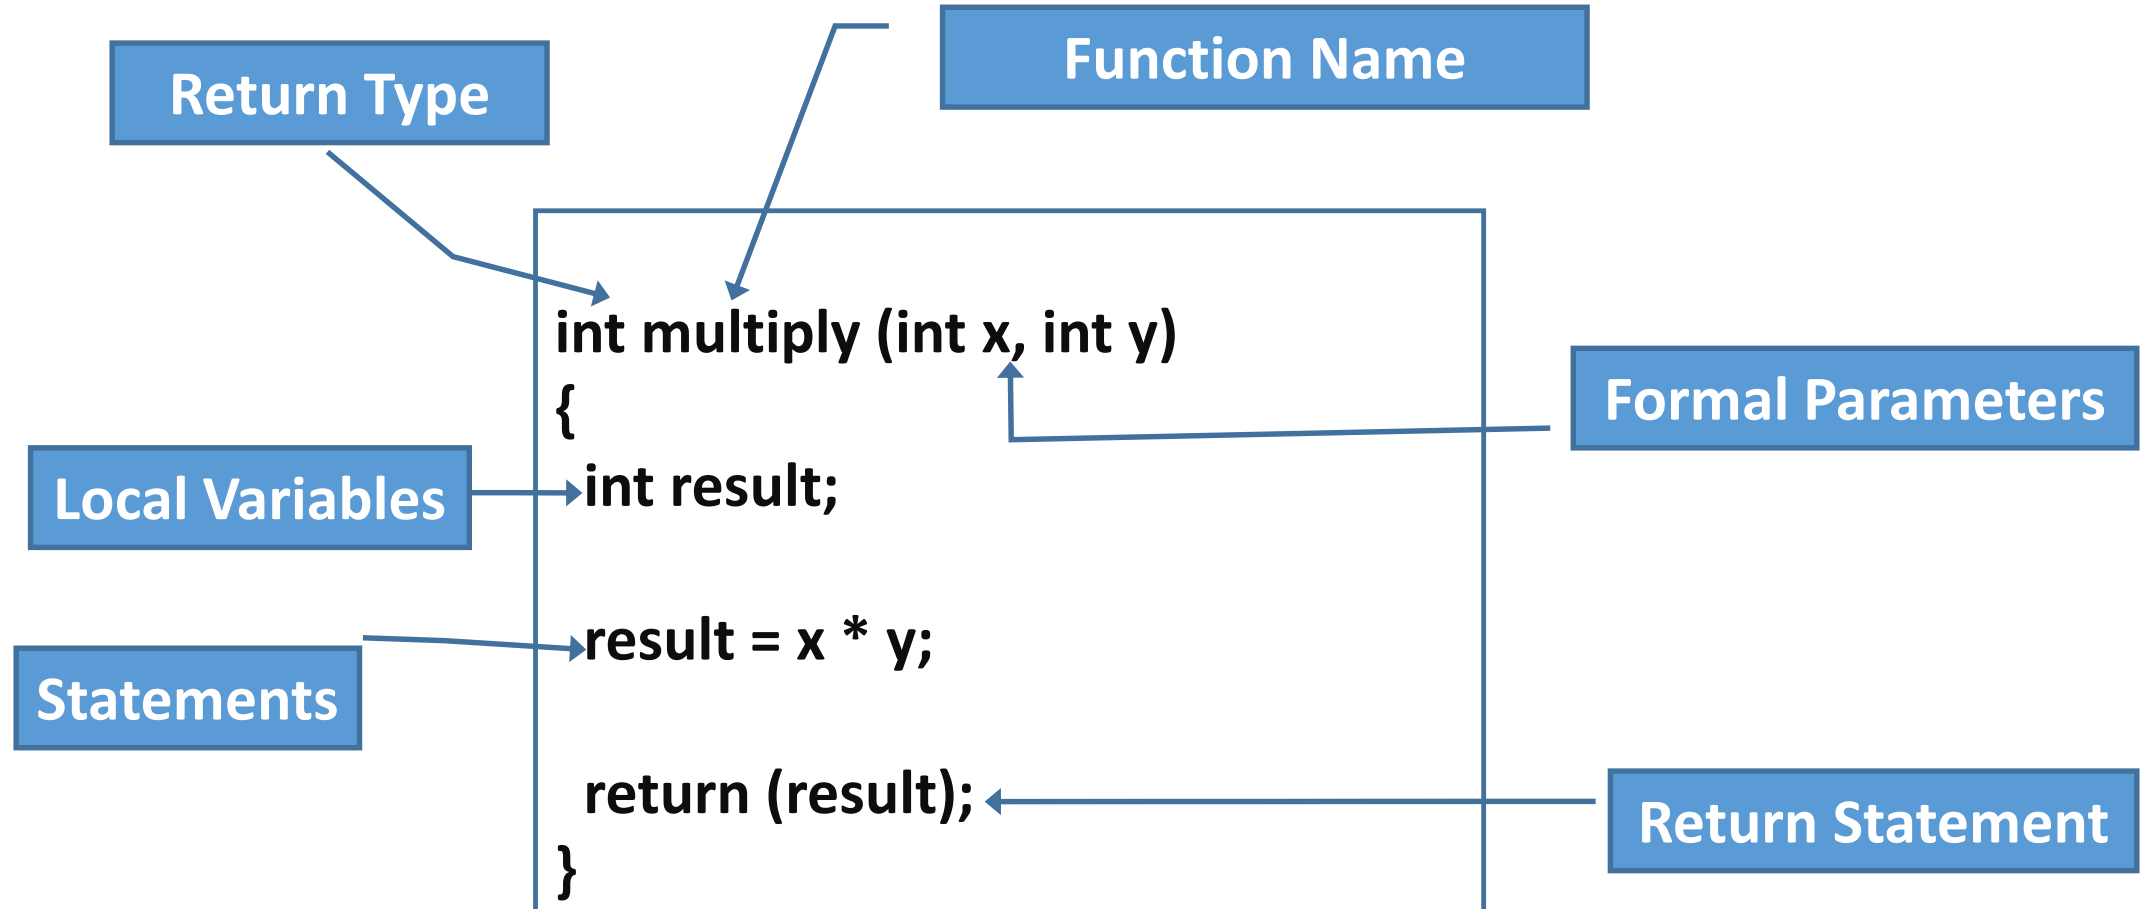 Function Name
Return Type
int multiply (int x, int y)
{
Formal Parameters
Local Variables
int result;
result = x * y;
Statements
return (result);
Return Statement
}